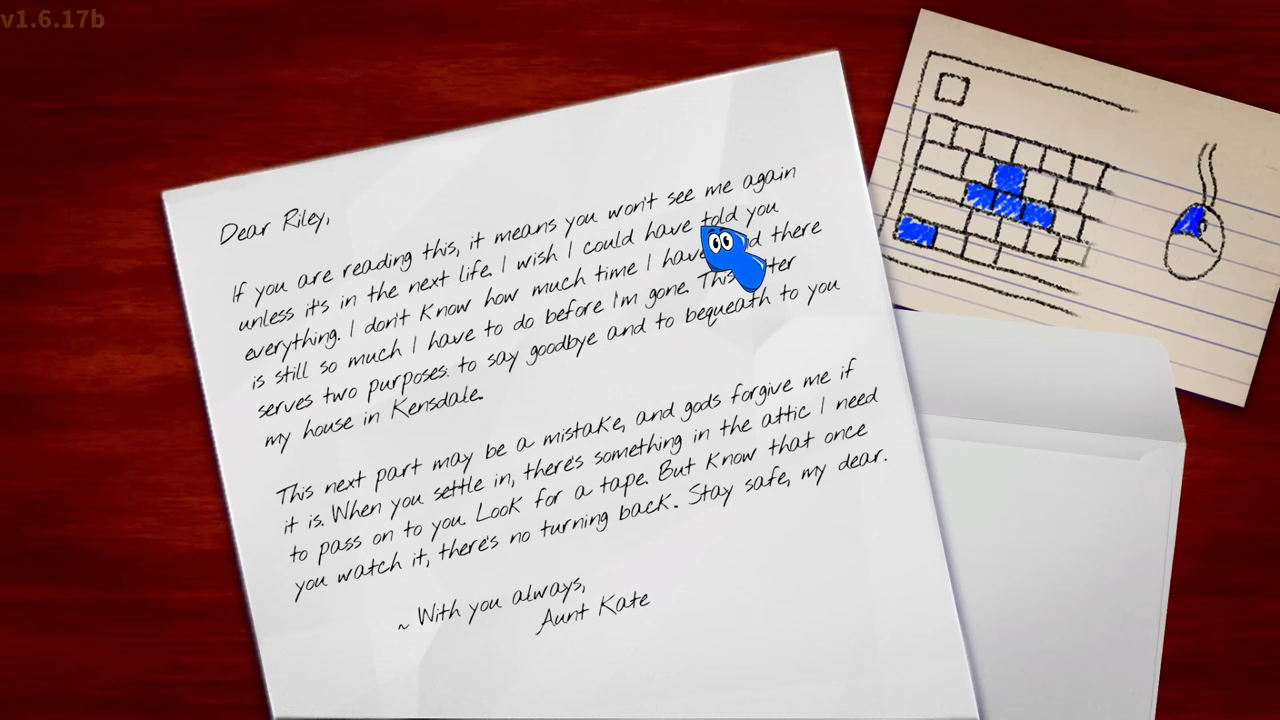 v1.6.17b
Dear Riley,
If you are reading this, it means you won't see me again
unless it's in the next life. I wish I could have told you
everything. I don't know how much time I have there
is still so much I have to do before I'm gone. This
serves two purposes: to say goodbye and to bequeath to you
my house in Kensdale.
This next part may be a mistake, and gods forgive me if
it is. When you settle in, there's something in the attic I need
to pass on to you. Look for a tape. But know that once
you watch it, there's no turning back. Stay safe, my dear.
~ With you always,
Aunt Kate